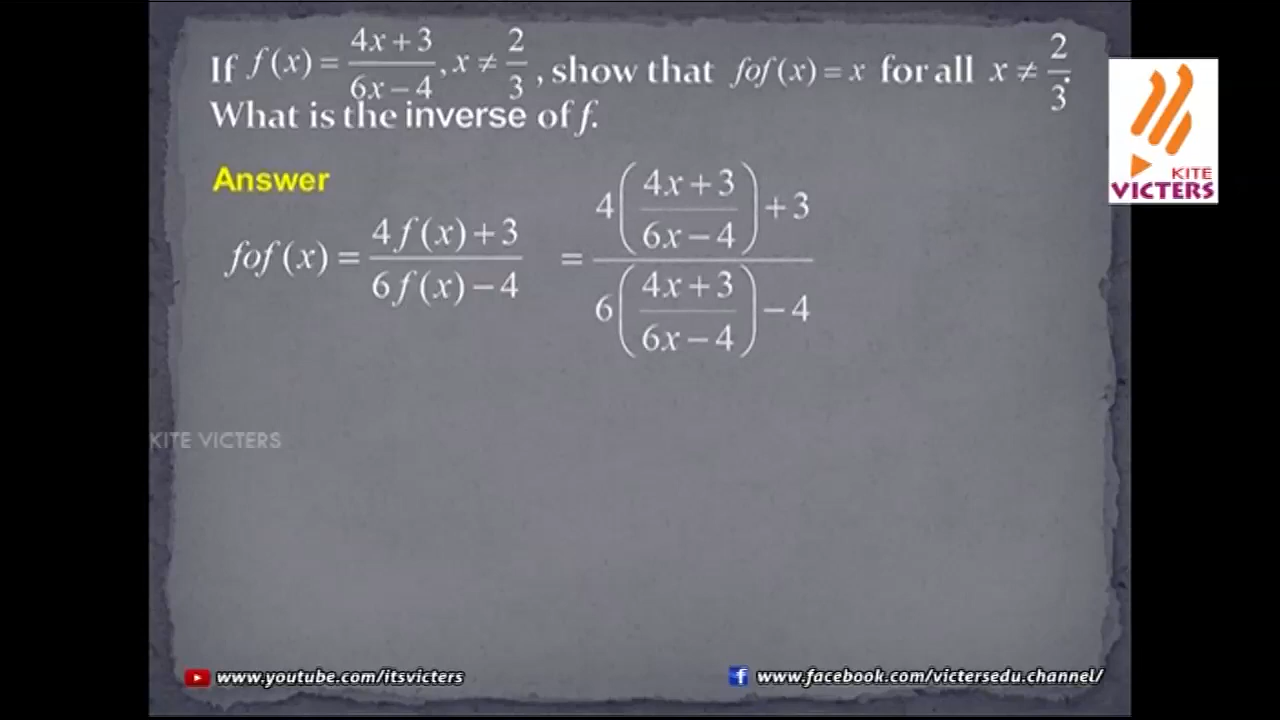 If f(x) = (4x + 3)/(6x − 4), x ≠ 2/3, show that fof(x) = x for all x ≠ 2/3.
What is the inverse of f.
KITE
VICTERS
Answer
fof(x) = (4f(x) + 3)/(6f(x) − 4) = (4((4x + 3)/(6x − 4)) + 3)/(6((4x + 3)/(6x − 4)) − 4)
KITE VICTERS
www.youtube.com/itsvicters
www.facebook.com/victersedu.channel/